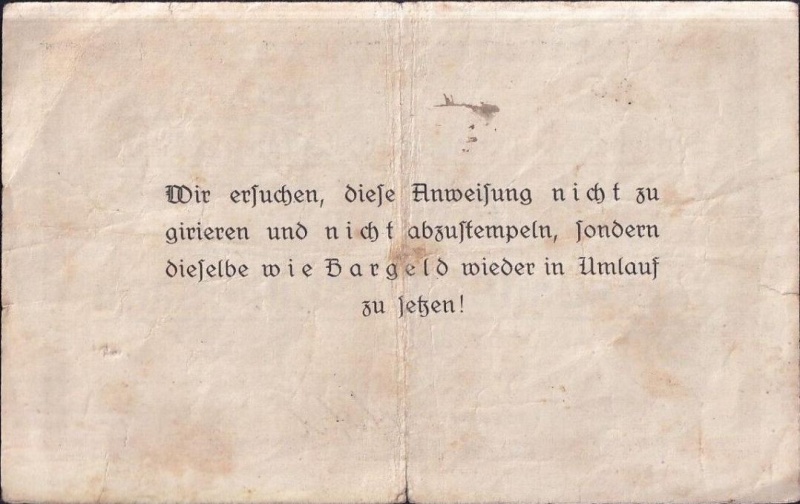 Wir ersuchen, diese Anweisung nicht zu
girieren und nicht abzustempeln, sondern
dieselbe wie Bargeld wieder in Umlauf
zu setzen!